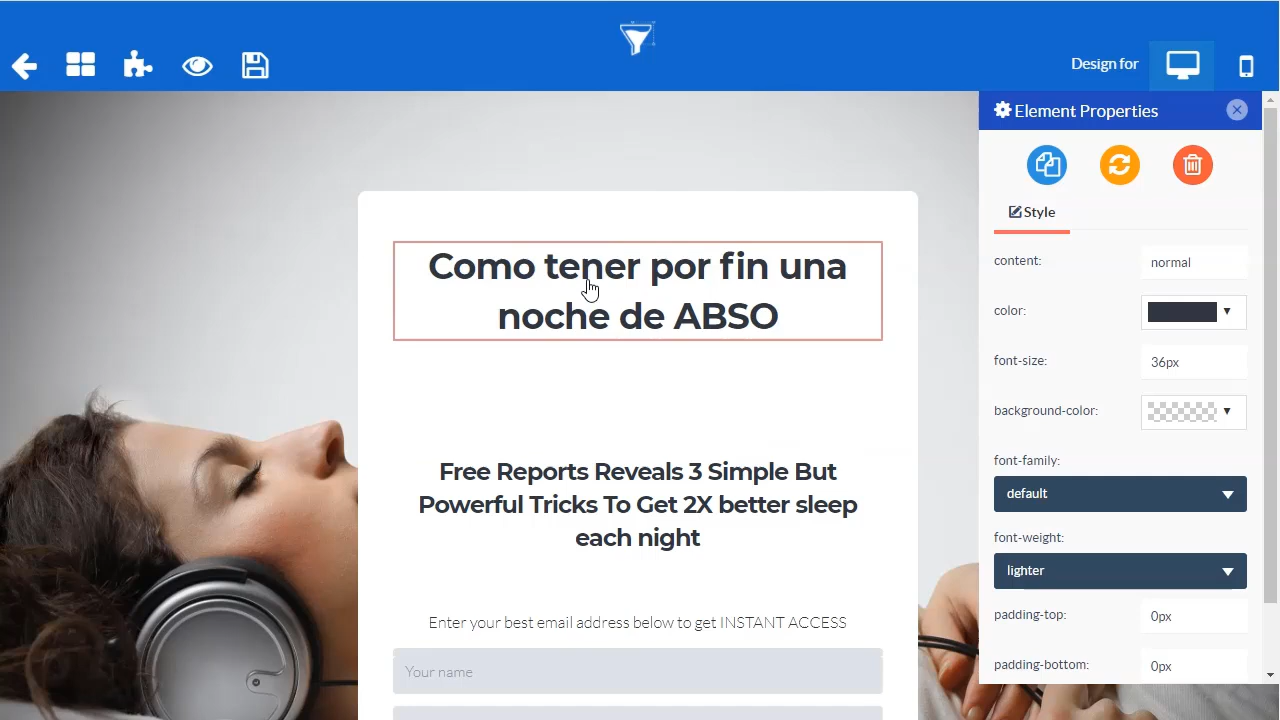 Design for
Element Properties
Style
content:
normal
color:
font-size:
36px
background-color:
font-family:
default
font-weight:
lighter
padding-top:
0px
padding-bottom:
0px
Como tener por fin una
noche de ABSO
Free Reports Reveals 3 Simple But
Powerful Tricks To Get 2X better sleep
each night
Enter your best email address below to get INSTANT ACCESS
Your name